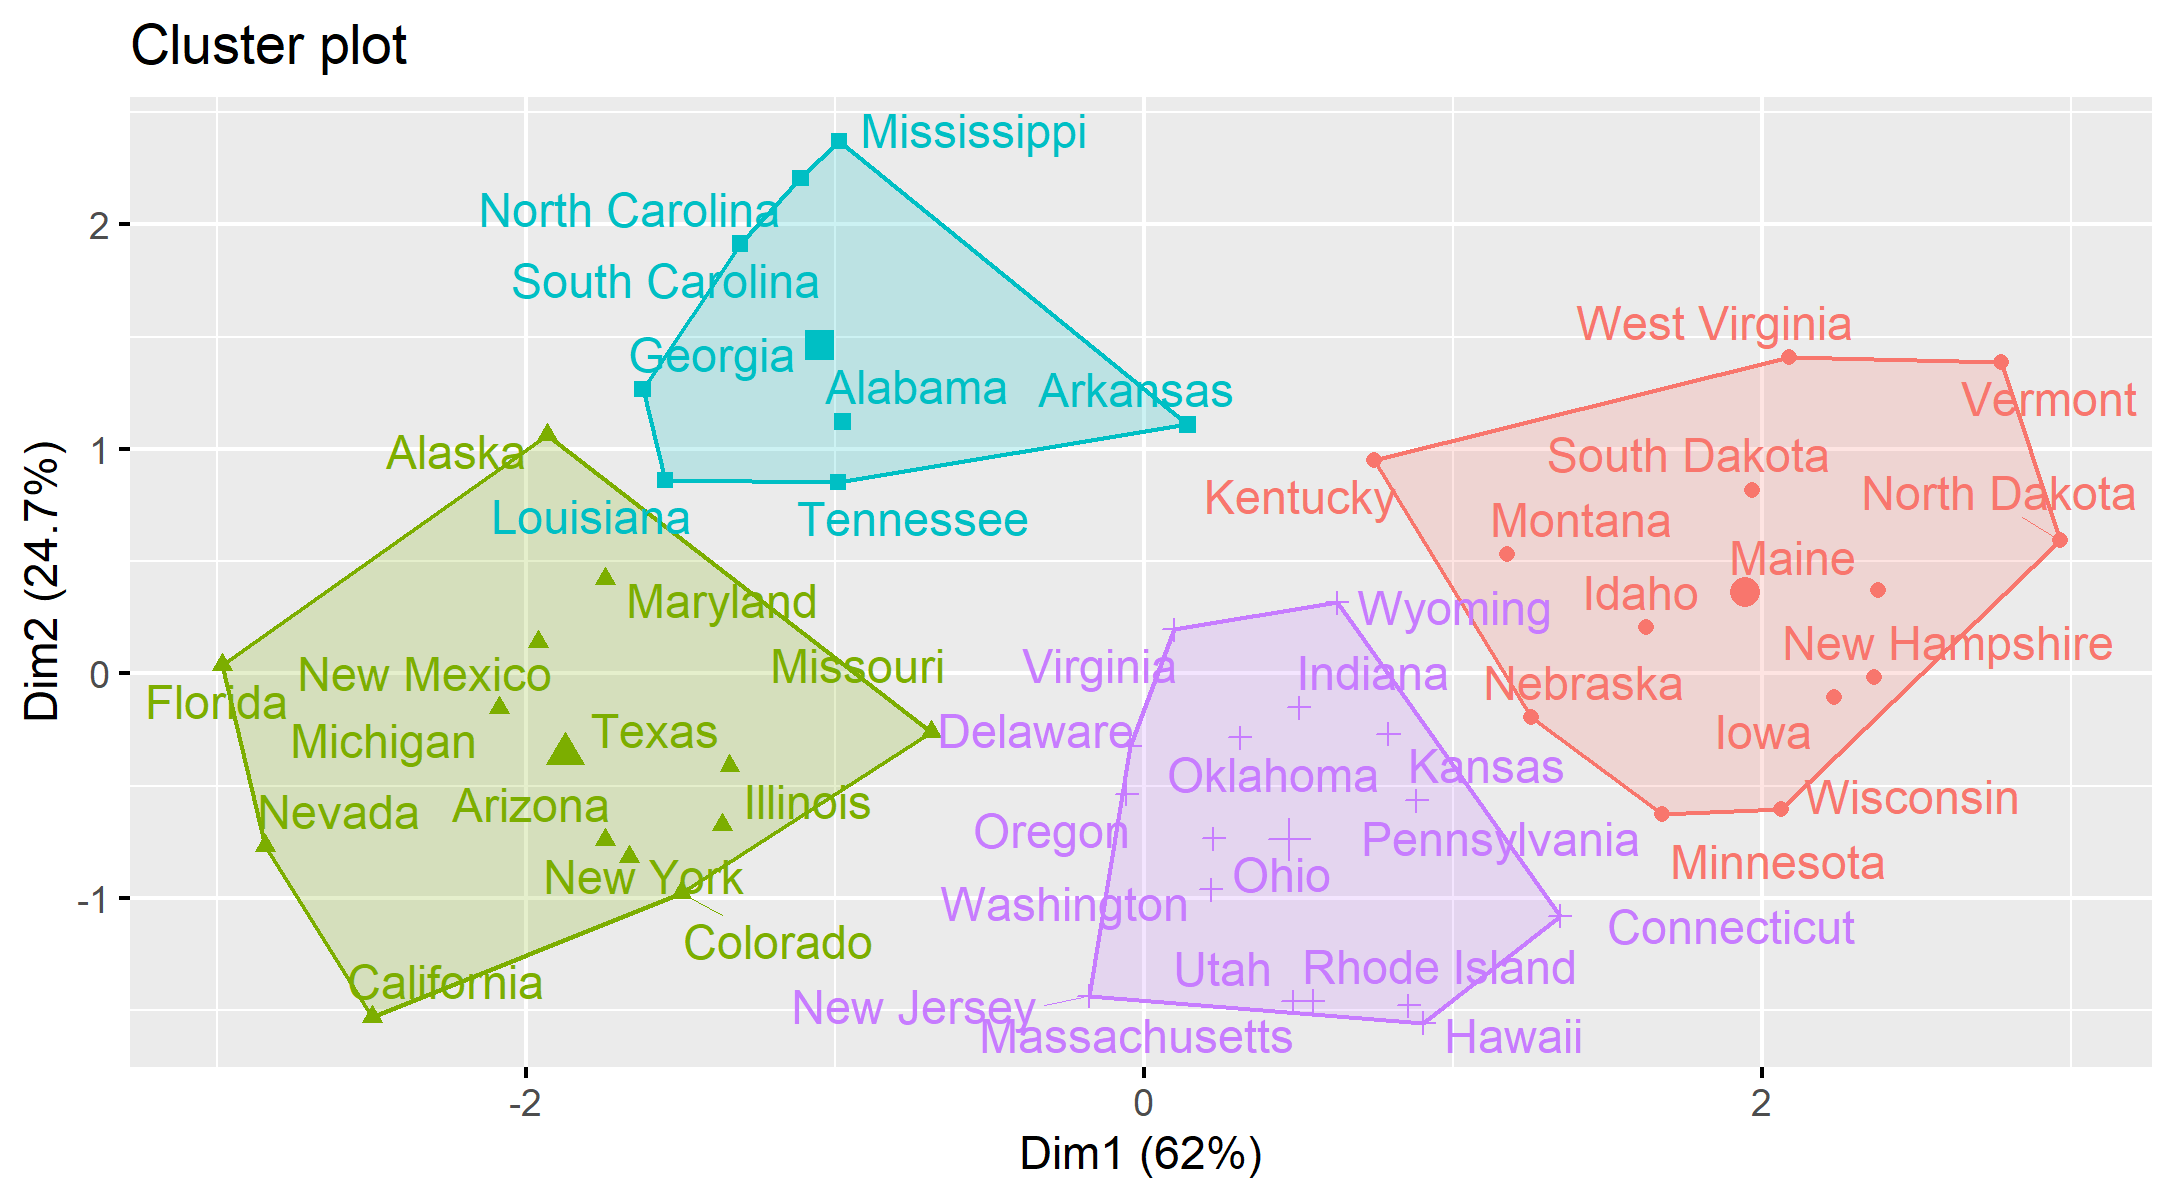 Cluster plot
Mississippi
North Carolina
South Carolina
Georgia
Alabama
Arkansas
Louisiana
Tennessee
West Virginia
Vermont
South Dakota
North Dakota
Kentucky
Montana
Maine
Idaho
New Hampshire
Nebraska
Iowa
Wisconsin
Minnesota
Alaska
Maryland
New Mexico
Missouri
Florida
Michigan
Texas
Nevada
Arizona
Illinois
New York
Colorado
California
Wyoming
Virginia
Indiana
Delaware
Oklahoma
Kansas
Oregon
Pennsylvania
Ohio
Washington
Connecticut
Utah
Rhode Island
New Jersey
Massachusetts
Hawaii
2
1
0
-1
Dim2 (24.7%)
-2
0
2
Dim1 (62%)